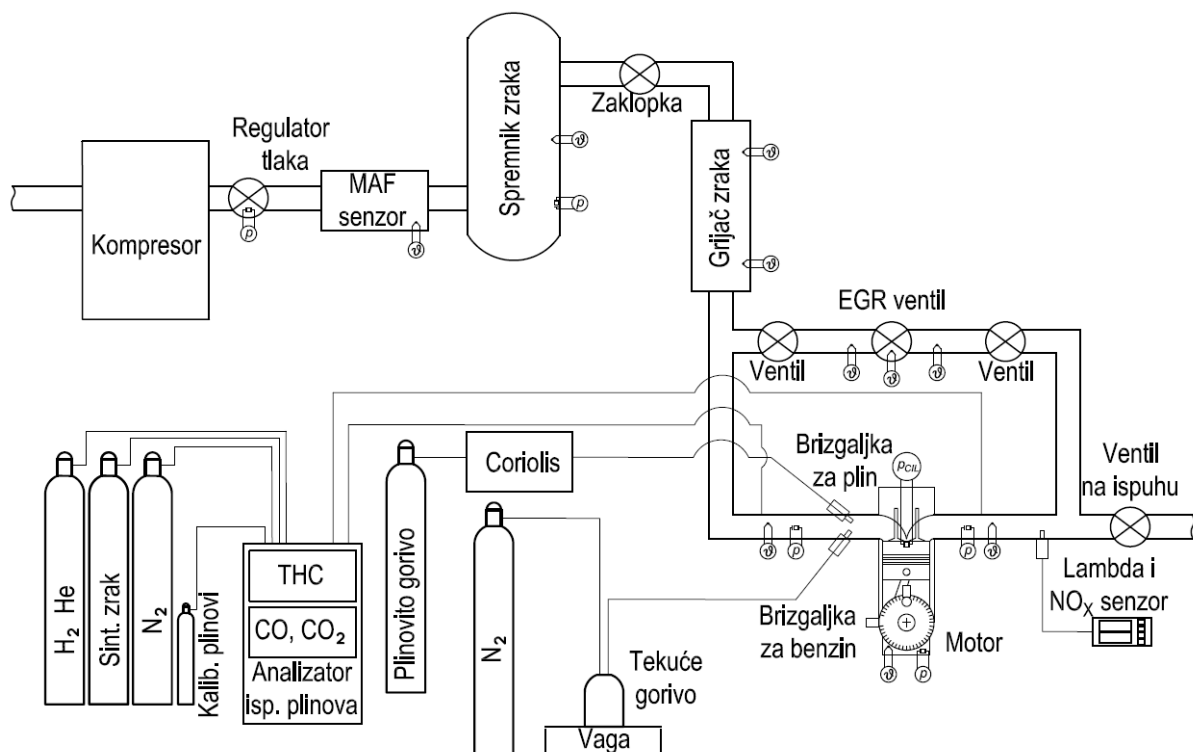 Regulator
tlaka
Kompresor
p
MAF
senzor
ϑ
Spremnik zraka
ϑ
p
Zaklopka
Grijač zraka
ϑ
ϑ
EGR ventil
Ventil
Ventil
ϑ
ϑ
ϑ
H₂ He
Sint. zrak
N₂
Kalib. plinovi
THC
CO, CO₂
Analizator
isp. plinova
Plinovito gorivo
Coriolis
N₂
Tekuće
gorivo
Vaga
Brizgaljka
za plin
pCIL
ϑ
p
Brizgaljka
za benzin
Motor
ϑ
p
p
ϑ
Ventil
na ispuhu
Lambda i
NOX senzor